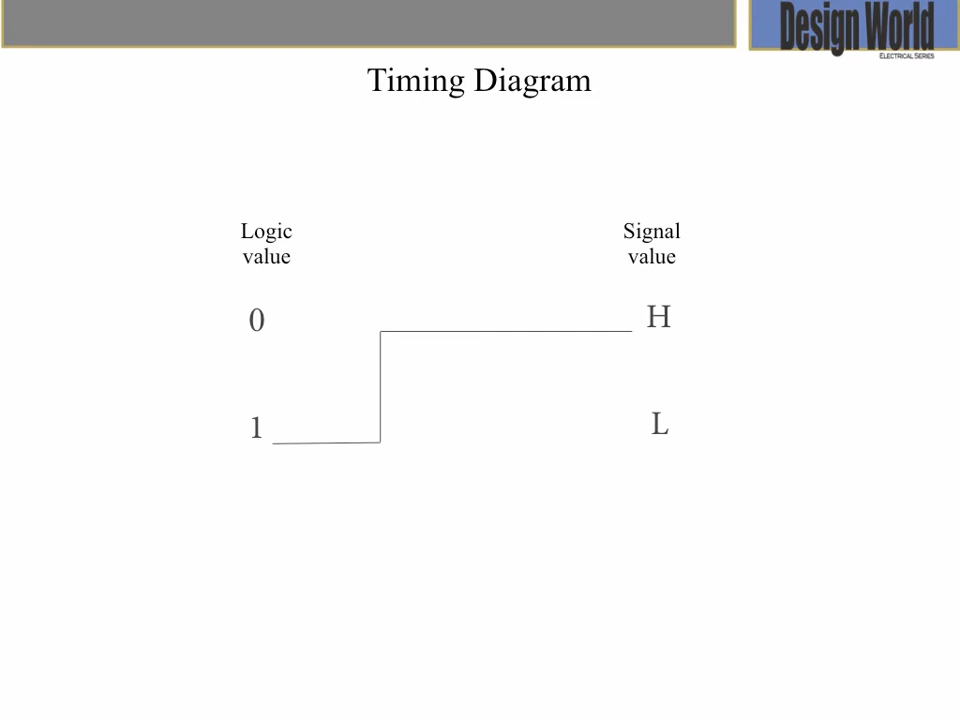 Design World
ELECTRICAL SERIES
Timing Diagram
Logic
value
Signal
value
0
H
1
L